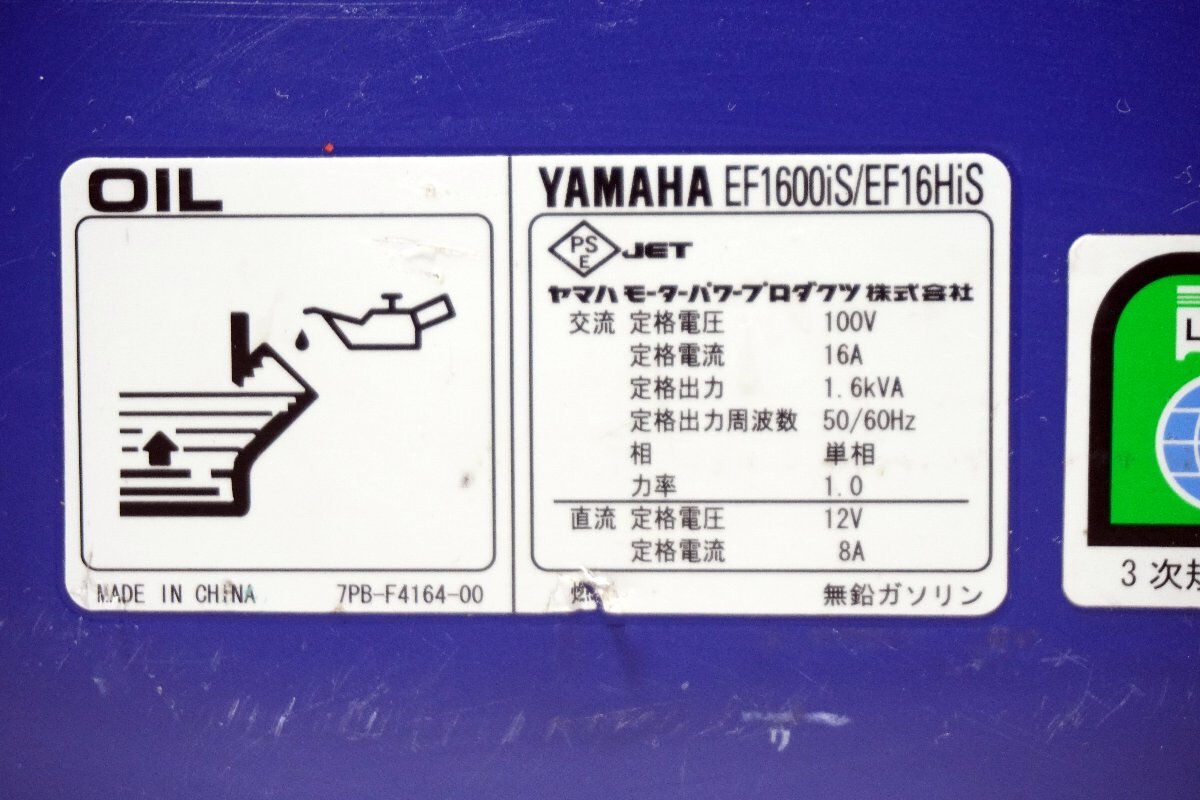 OIL
MADE IN CHINA 7PB-F4164-00
YAMAHA EF1600iS/EF16HiS
PS
E
JET
ヤマハ モーターパワープロダクツ 株式会社
交流 定格電圧 100V
定格電流 16A
定格出力 1.6kVA
定格出力周波数 50/60Hz
相 単相
力率 1.0
直流 定格電圧 12V
定格電流 8A
燃 無鉛ガソリン
3次